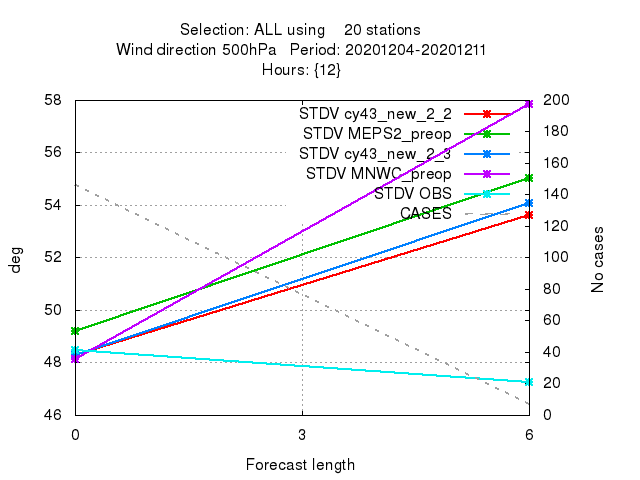 Selection: ALL using 20 stations
Wind direction 500hPa Period: 20201204-20201211
Hours: {12}
STDV cy43_new_2_2
STDV MEPS2_preop
STDV cy43_new_2_3
STDV MNWC_preop
STDV OBS
CASES
58
56
54
52
50
48
46
200
180
160
140
120
100
80
60
40
20
0
deg
No cases
0 3 6
Forecast length